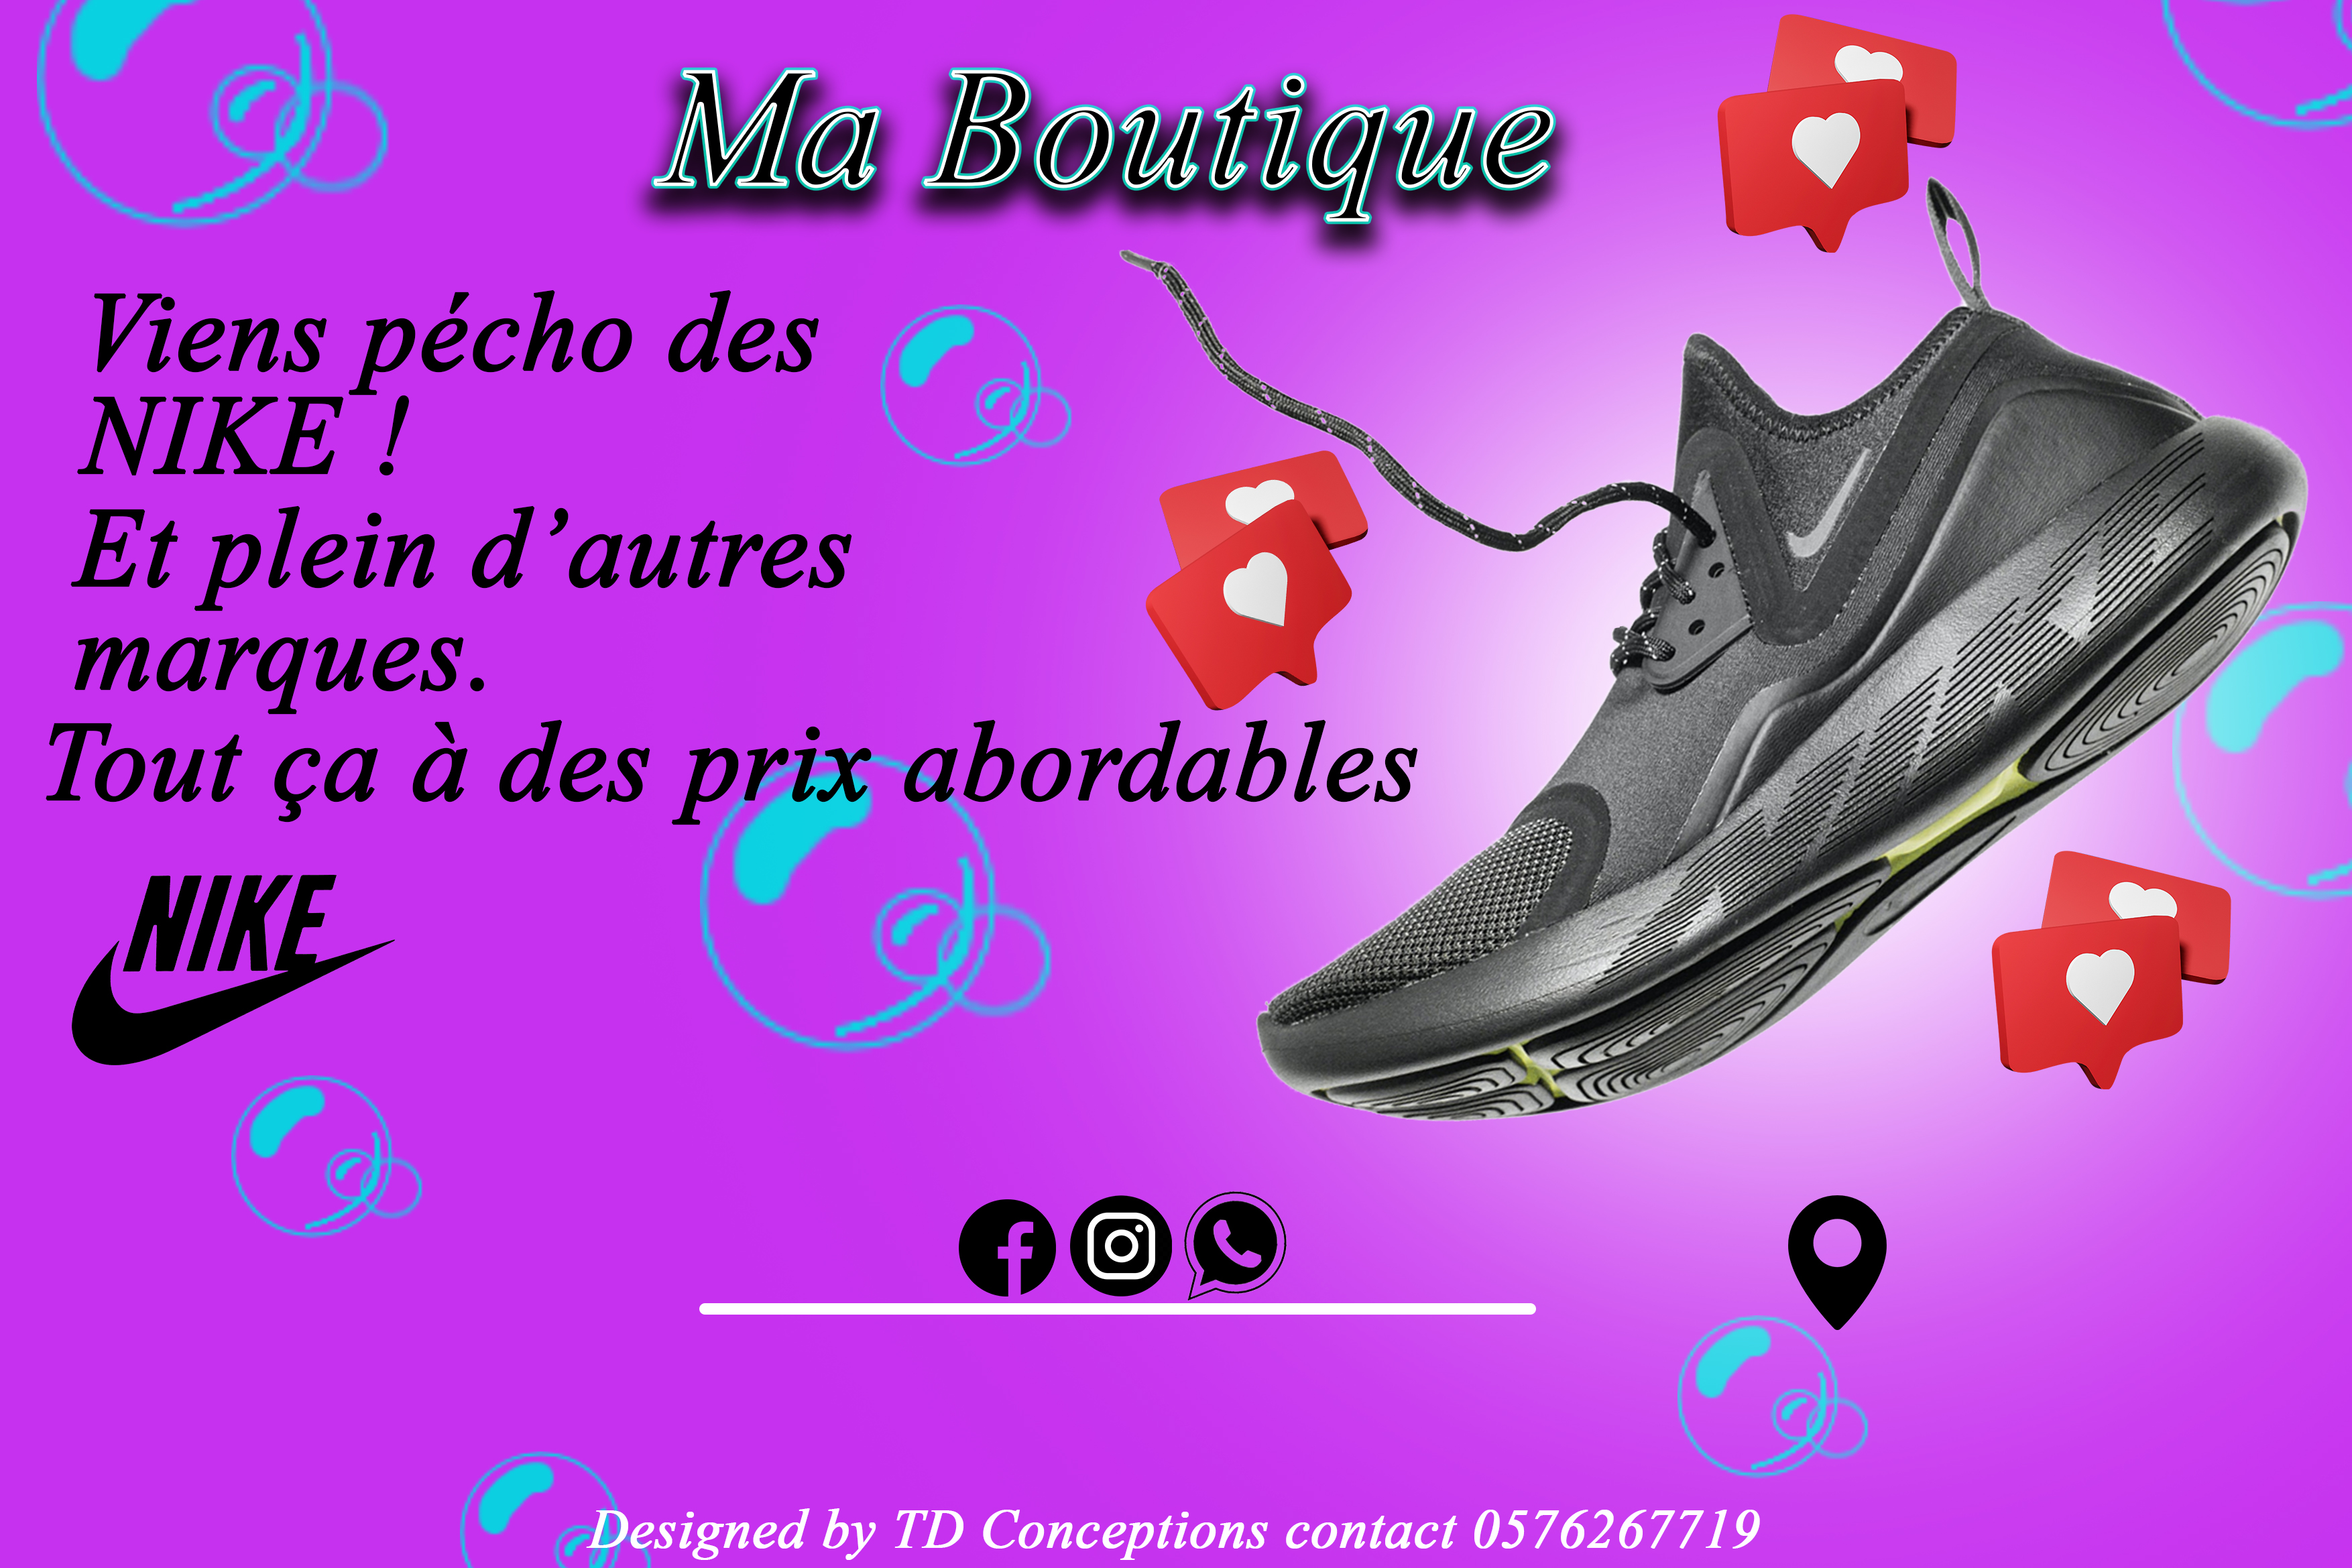 Ma Boutique
Viens pécho des
NIKE !
Et plein d’autres
marques.
Tout ça à des prix abordables
NIKE
Designed by TD Conceptions contact 0576267719